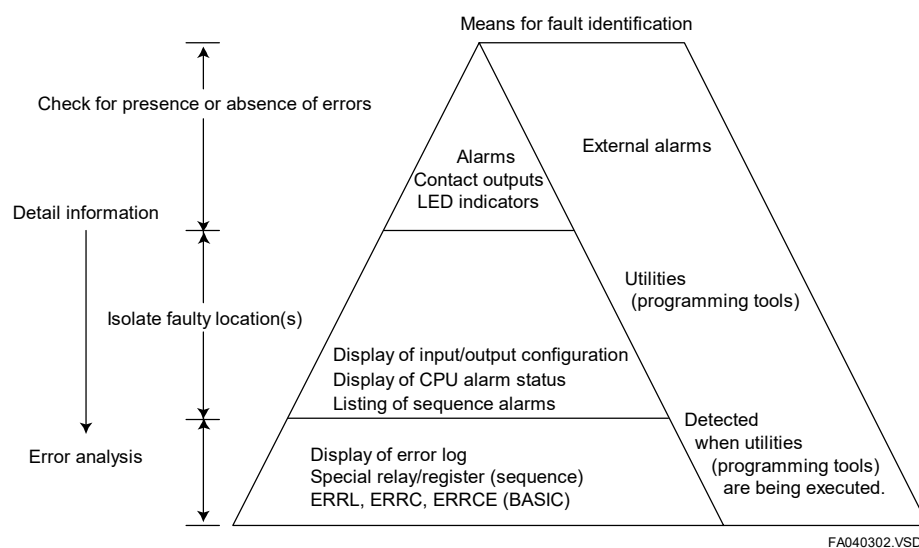 Means for fault identification
Check for presence or absence of errors
Alarms
Contact outputs
LED indicators
External alarms
Detail information
Isolate faulty location(s)
Utilities
(programming tools)
Display of input/output configuration
Display of CPU alarm status
Listing of sequence alarms
Error analysis
Display of error log
Special relay/register (sequence)
ERRL, ERRC, ERRCE (BASIC)
Detected
when utilities
(programming tools)
are being executed.
FA040302.VSD